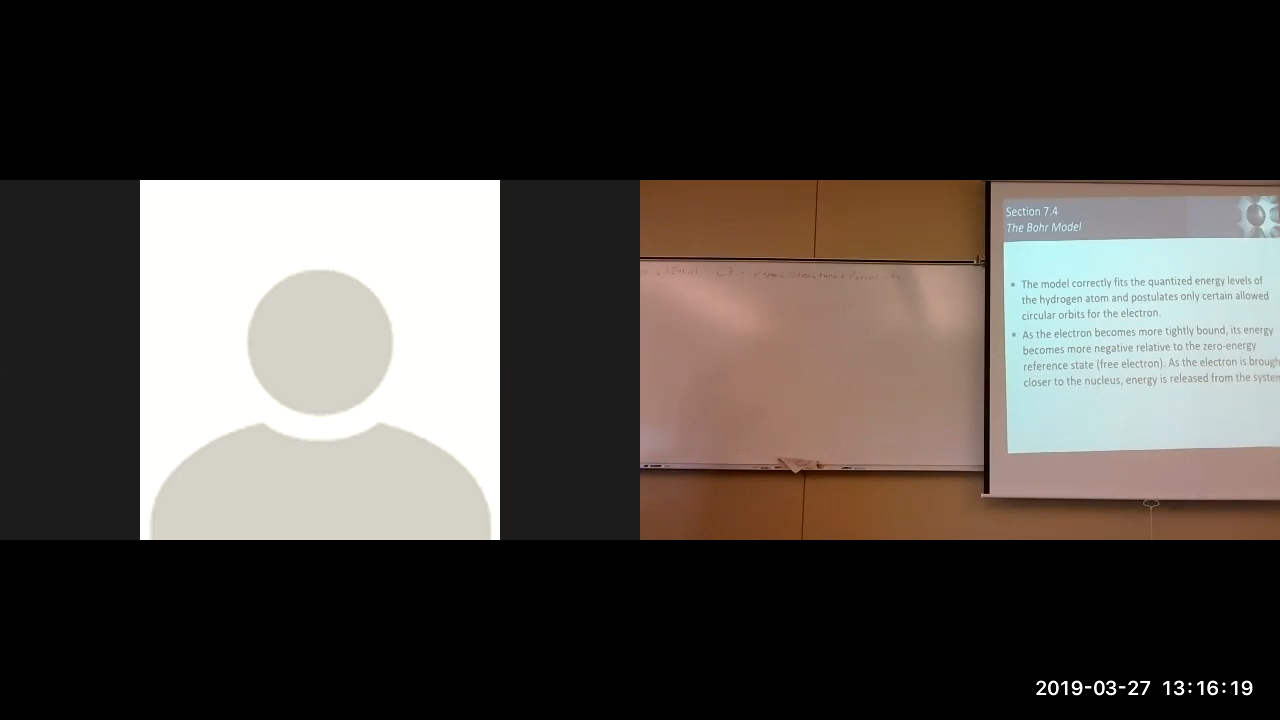 Section 7.4
The Bohr Model
▪ The model correctly fits the quantized energy levels of
the hydrogen atom and postulates only certain allowed
circular orbits for the electron.
▪ As the electron becomes more tightly bound, its energy
becomes more negative relative to the zero-energy
reference state (free electron). As the electron is brough
closer to the nucleus, energy is released from the system
2019-03-27 13:16:19